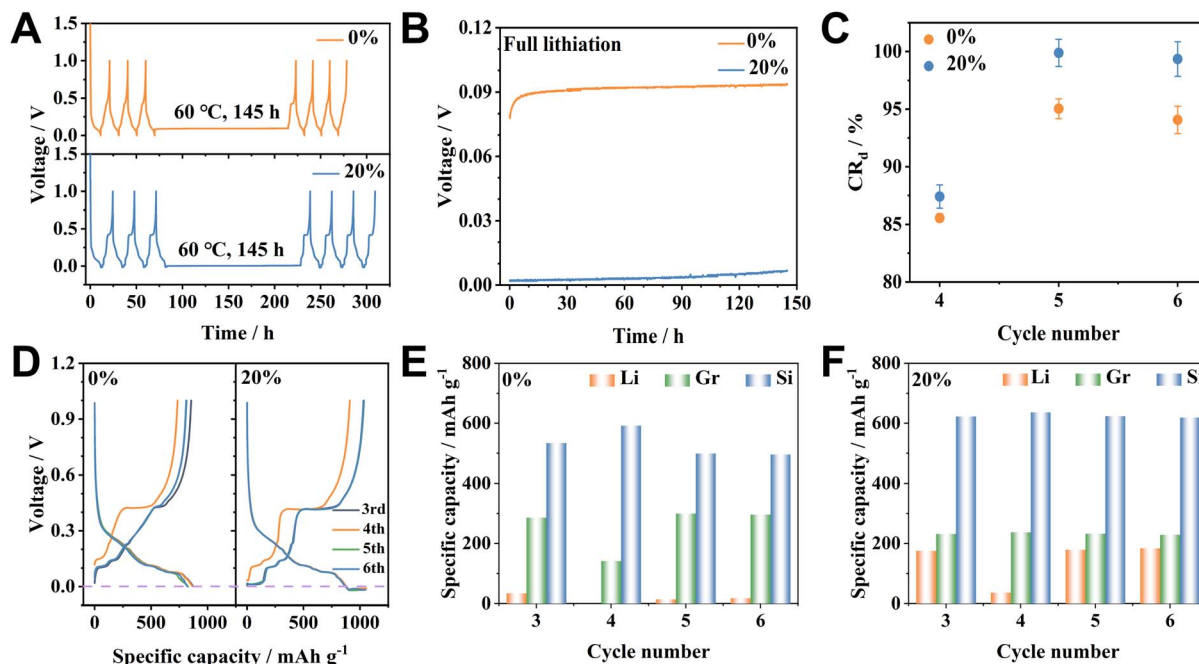 A
Voltage / V
1.5
1.0
0.5
0.0
0%
60 °C, 145 h
1.5
1.0
0.5
0.0
20%
60 °C, 145 h
0 50 100 150 200 250 300
Time / h
B
Voltage / V
0.12
0.09
0.06
0.03
0.00
Full lithiation
0%
20%
0 30 60 90 120 150
Time / h
C
CRd / %
100
95
90
85
80
0%
20%
4 5 6
Cycle number
D
Voltage / V
1.2
0.9
0.6
0.3
0.0
0%
20%
3rd
4th
5th
6th
0 500 1000 0 500 1000
Specific capacity / mAh g-1
E
Specific capacity / mAh g-1
800
600
400
200
0
0%
Li Gr Si
3 4 5 6
Cycle number
F
Specific capacity / mAh g-1
800
600
400
200
0
20%
Li Gr S
3 4 5 6
Cycle number